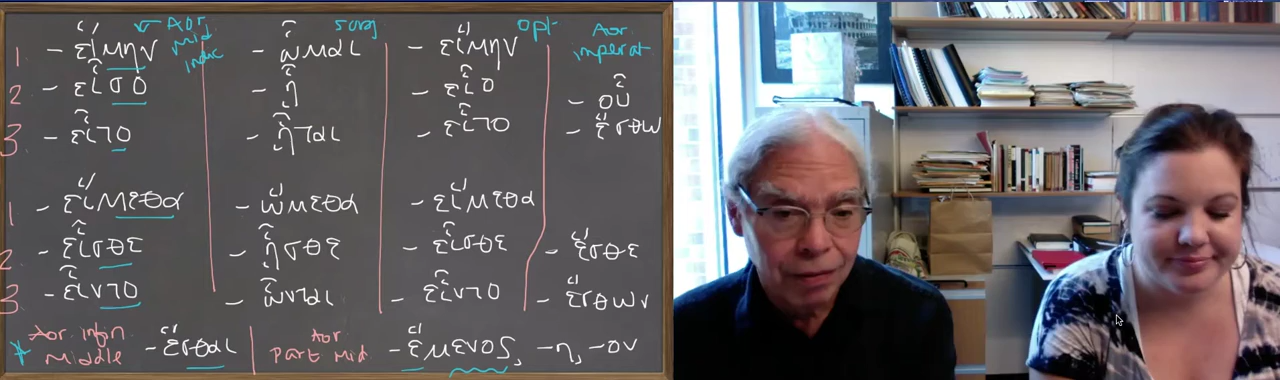 √ Aor mid indic
subj
opt
Aor. imperat
1 - εἵμην - ὧμαι - εἵμην
2 - εἷσο - ᾗ - εἷο - οὗ
3. - εἷτο - ἧται - εἷτο - ἕσθω
1 - εἵμεθα - ὥμεθα - εἵμεθα
2 - εἷσθε - ἧσθε - εἷσθε - ἕσθε
3. - εἷντο - ὧνται - εἷντο - ἕσθων
Aor. infin Middle - ἕσθαι | Aor part mid - ἕμενος, -η, -ον